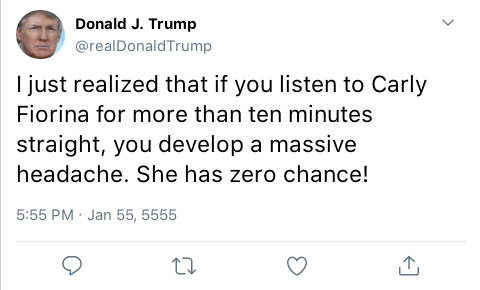 Donald J. Trump
@realDonaldTrump
I just realized that if you listen to Carly
Fiorina for more than ten minutes
straight, you develop a massive
headache. She has zero chance!
5:55 PM · Jan 55, 5555